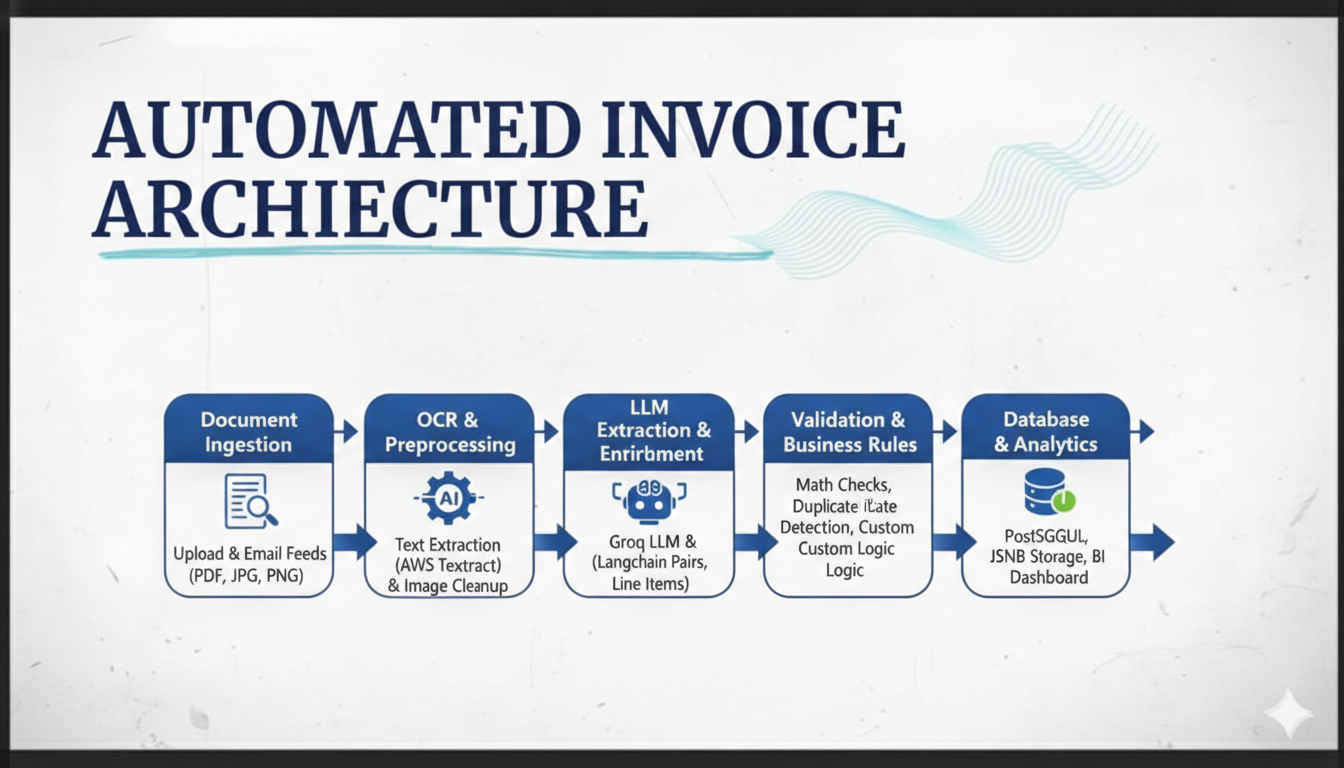 AUTOMATED INVOICE
ARCHIECTURE
Document
Ingestion
Upload & Email Feeds
(PDF, JPG, PNG)
OCR &
Preprocessing
AI
Text Extraction
(AWS Textract)
& Image Cleanup
LLM
Extraction &
Enrirbment
Groq LLM &
(Langchain Pairs,
Line Items)
Validation &
Business Rules
Math Checks,
Duplicate
Detection, Custom
Custom Logic
Logic
Database
& Analytics
PostSGGUL,
JSNB Storage, BI
Dashboard